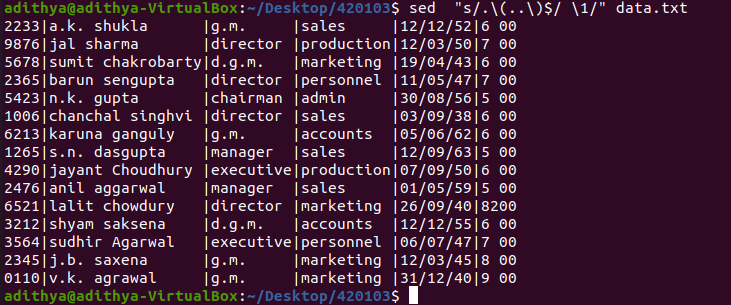 adithya@adithya-VirtualBox:~/Desktop/420103$ sed  "s/.\(..\)$/ \1/" data.txt
2233|a.k. shukla    |g.m.     |sales     |12/12/52|6 00
9876|jal sharma     |director |production|12/03/50|7 00
5678|sumit chakrobarty|d.g.m.   |marketing |19/04/43|6 00
2365|barun sengupta |director |personnel |11/05/47|7 00
5423|n.k. gupta     |chairman |admin     |30/08/56|5 00
1006|chanchal singhvi |director |sales     |03/09/38|6 00
6213|karuna ganguly |g.m.     |accounts  |05/06/62|6 00
1265|s.n. dasgupta  |manager  |sales     |12/09/63|5 00
4290|jayant Choudhury |executive|production|07/09/50|6 00
2476|anil aggarwal  |manager  |sales     |01/05/59|5 00
6521|lalit chowdury |director |marketing |26/09/40|8200
3212|shyam saksena  |d.g.m.   |accounts  |12/12/55|6 00
3564|sudhir Agarwal |executive|personnel |06/07/47|7 00
2345|j.b. saxena    |g.m.     |marketing |12/03/45|8 00
0110|v.k. agrawal   |g.m.     |marketing |31/12/40|9 00
adithya@adithya-VirtualBox:~/Desktop/420103$